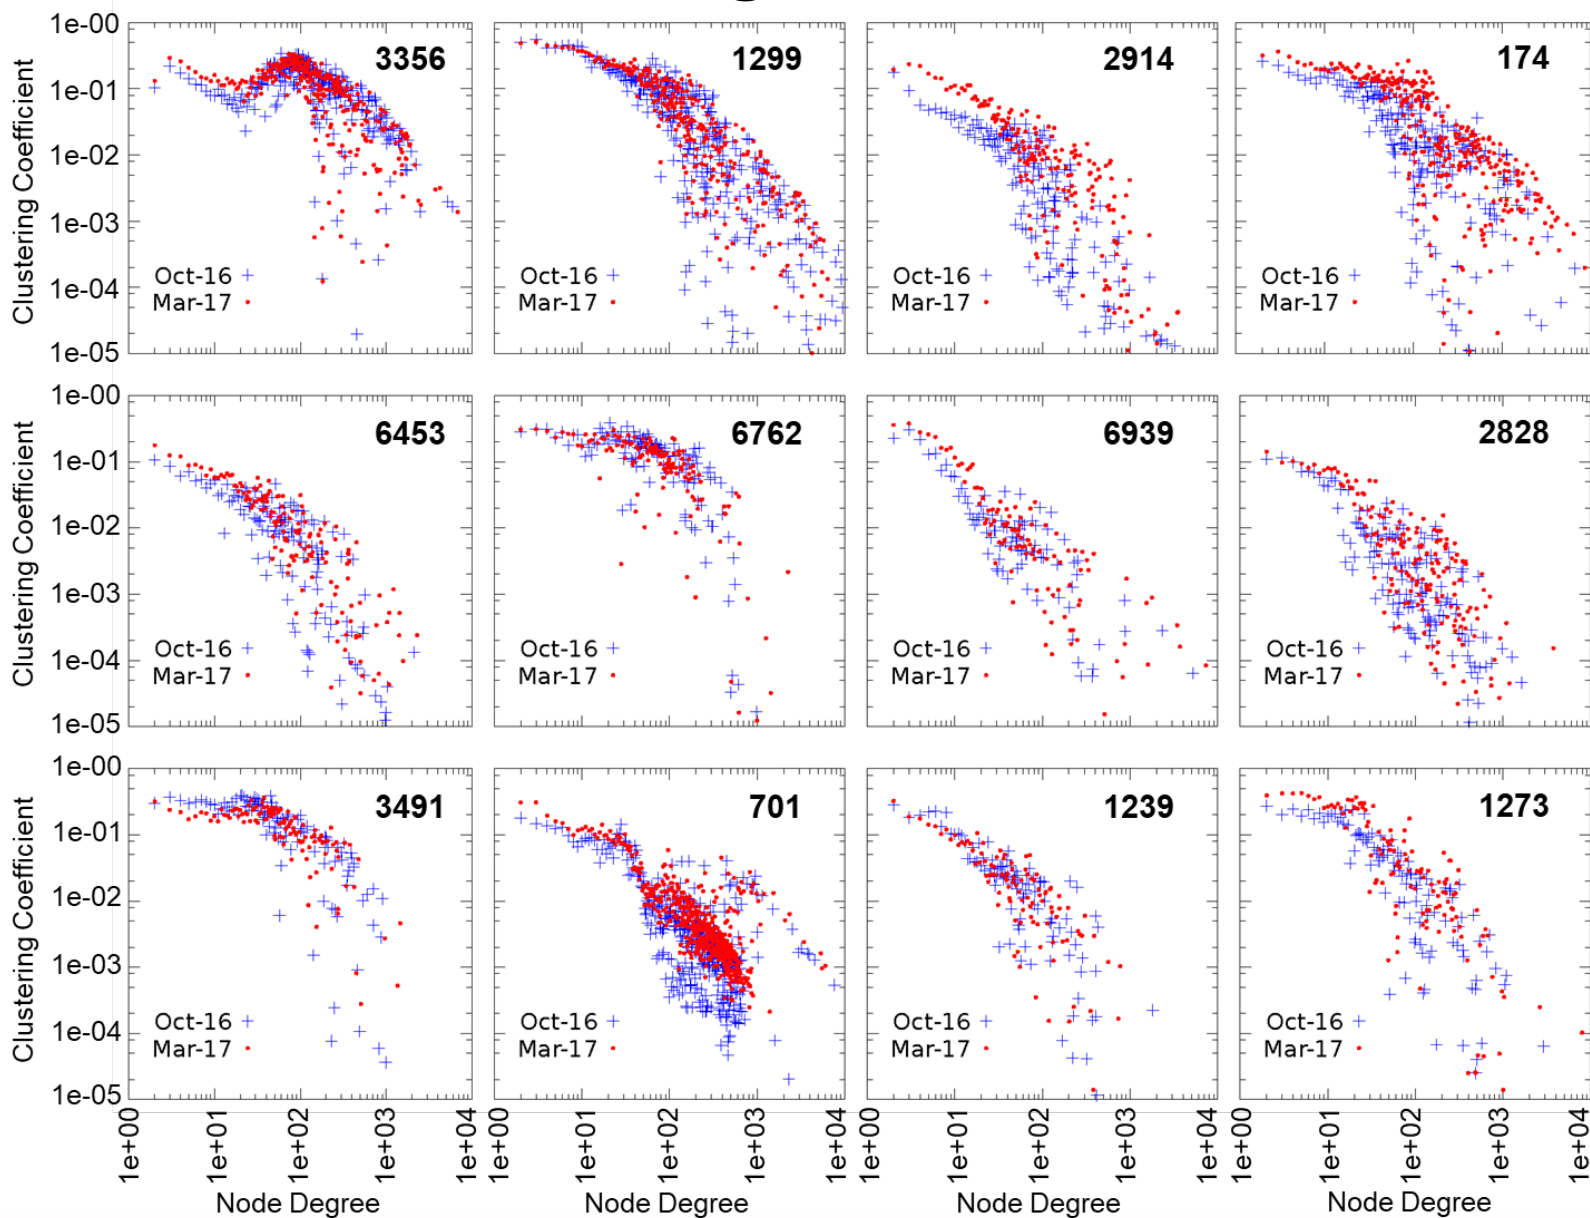 1e-00
1e-01
1e-02
1e-03
1e-04
1e-05
Clustering Coefficient
3356
Oct-16
Mar-17
1299
Oct-16
Mar-17
2914
Oct-16
Mar-17
174
Oct-16
Mar-17
1e-00
1e-01
1e-02
1e-03
1e-04
1e-05
Clustering Coefficient
6453
Oct-16
Mar-17
6762
Oct-16
Mar-17
6939
Oct-16
Mar-17
2828
Oct-16
Mar-17
1e-00
1e-01
1e-02
1e-03
1e-04
1e-05
Clustering Coefficient
3491
Oct-16
Mar-17
701
Oct-16
Mar-17
1239
Oct-16
Mar-17
1273
Oct-16
Mar-17
1e+00
1e+01
1e+02
1e+03
1e+04
Node Degree
1e+00
1e+01
1e+02
1e+03
1e+04
Node Degree
1e+00
1e+01
1e+02
1e+03
1e+04
Node Degree
1e+00
1e+01
1e+02
1e+03
1e+04
Node Degree